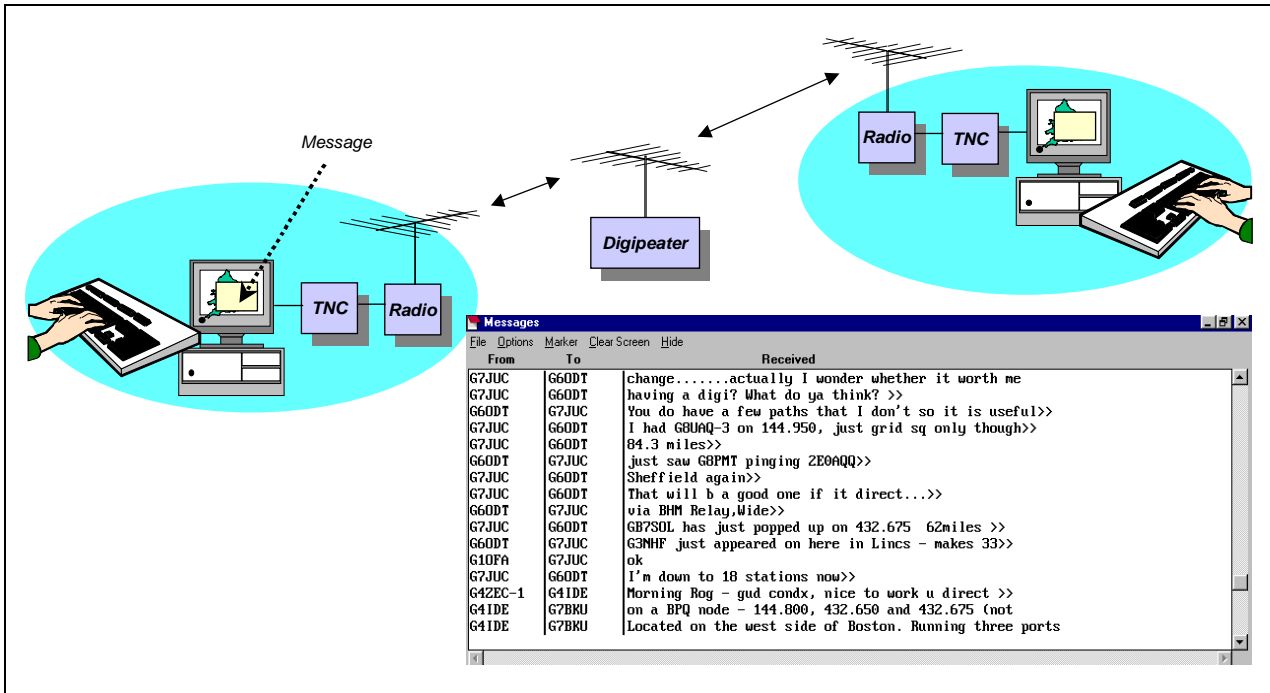 Message
Radio
TNC
Digipeater
TNC
Radio
Messages
File Options Marker Clear Screen Hide
From To Received
G7JUC G6ODT change.......actually I wonder whether it worth me
G7JUC G6ODT having a digi? What do ya think? >>
G6ODT G7JUC You do have a few paths that I don't so it is useful>>
G7JUC G6ODT I had G8UAQ-3 on 144.950, just grid sq only though>>
G7JUC G6ODT 84.3 miles>>
G6ODT G7JUC just saw G8PMT pinging 2E0AQQ>>
G7JUC G6ODT Sheffield again>>
G7JUC G6ODT That will b a good one if it direct...>>
G6ODT G7JUC via BHM Relay,Wide>>
G7JUC G6ODT GB7SOL has just popped up on 432.675 62miles >>
G6ODT G7JUC G3NHF just appeared on here in Lincs - makes 33>>
G1OFA G7JUC ok
G7JUC G6ODT I'm down to 18 stations now>>
G4ZEC-1 G4IDE Morning Rog - gud condx, nice to work u direct >>
G4IDE G7BKU on a BPQ node - 144.800, 432.650 and 432.675 (not
G4IDE G7BKU Located on the west side of Boston. Running three ports